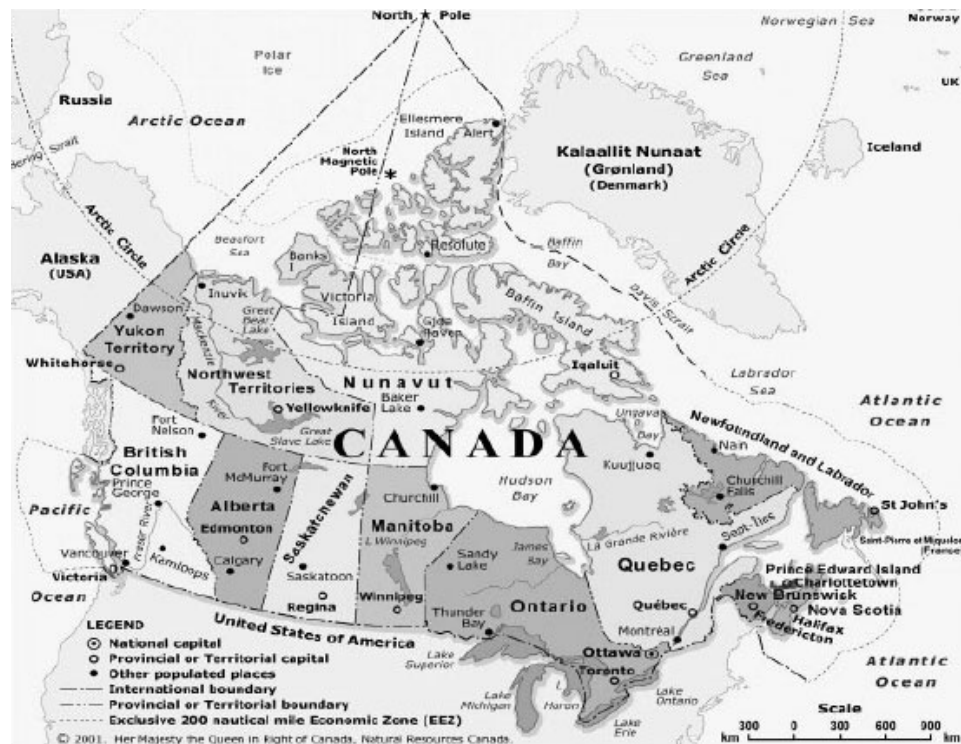 North Pole
Norwegian Sea
Norway
Polar
Ice
Greenland
Sea
UK
Russia
Arctic Ocean
Ellesmere
Island
Alert
Bering Strait
North
Magnetic
Pole
Kalaallit Nunaat
(Grønland)
(Denmark)
Iceland
Arctic Circle
Alaska
(USA)
Beaufort
Sea
Banks
I
Resolute
Baffin
Bay
Arctic Circle
Davis Strait
Inuvik
Victoria
Island
Baffin Island
Dawson
Great
Bear
Lake
Gjoa
Haven
Yukon
Territory
Mackenzie
River
Whitehorse
Northwest
Territories
Nunavut
Iqaluit
Labrador
Sea
Yellowknife
Baker
Lake
Atlantic
Ocean
Fort
Nelson
Great
Slave Lake
CANADA
Ungava
Bay
Newfoundland and Labrador
Nain
British
Columbia
Prince
George
Fort
McMurray
Kuujjuaq
Hudson
Bay
Churchill
Churchill
Falls
Alberta
Edmonton
Saskatchewan
Manitoba
Pacific
Ocean
Fraser River
La Grande Rivière
Sept-Îles
St John's
Saint-Pierre et Miquelon
(France)
L Winnipeg
James
Bay
Vancouver
Victoria
Kamloops
Calgary
Saskatoon
Sandy
Lake
Quebec
Prince Edward Island
Charlottetown
New Brunswick
Nova Scotia
Halifax
Fredericton
Regina
Winnipeg
Ontario
Québec
Thunder
Bay
Montréal
United States of America
Ottawa
Toronto
Lake
Superior
Lake
Michigan
L
Huron
Lake
Ontario
Lake
Erie
Atlantic
Ocean
LEGEND
National capital
Provincial or Territorial capital
Other populated places
International boundary
Provincial or Territorial boundary
Exclusive 200 nautical mile Economic Zone (EEZ)
Scale
300 0 300 600 900
km km
© 2001. Her Majesty the Queen in Right of Canada, Natural Resources Canada.